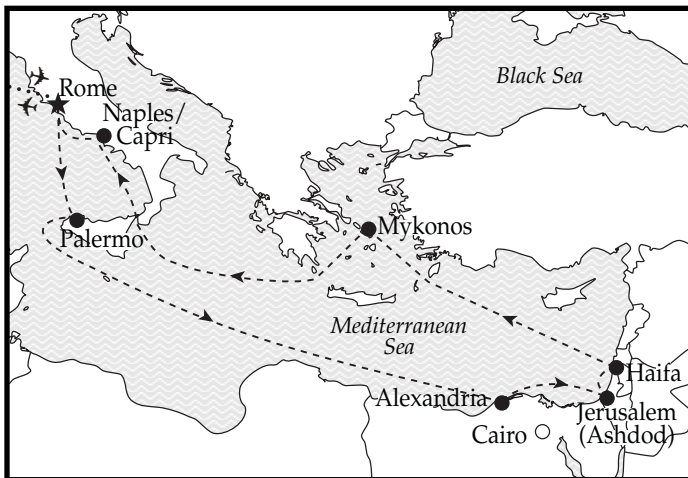 Black Sea
Rome
Naples/
Capri
Palermo
Mykonos
Mediterranean
Sea
Haifa
Alexandria
Jerusalem
(Ashdod)
Cairo